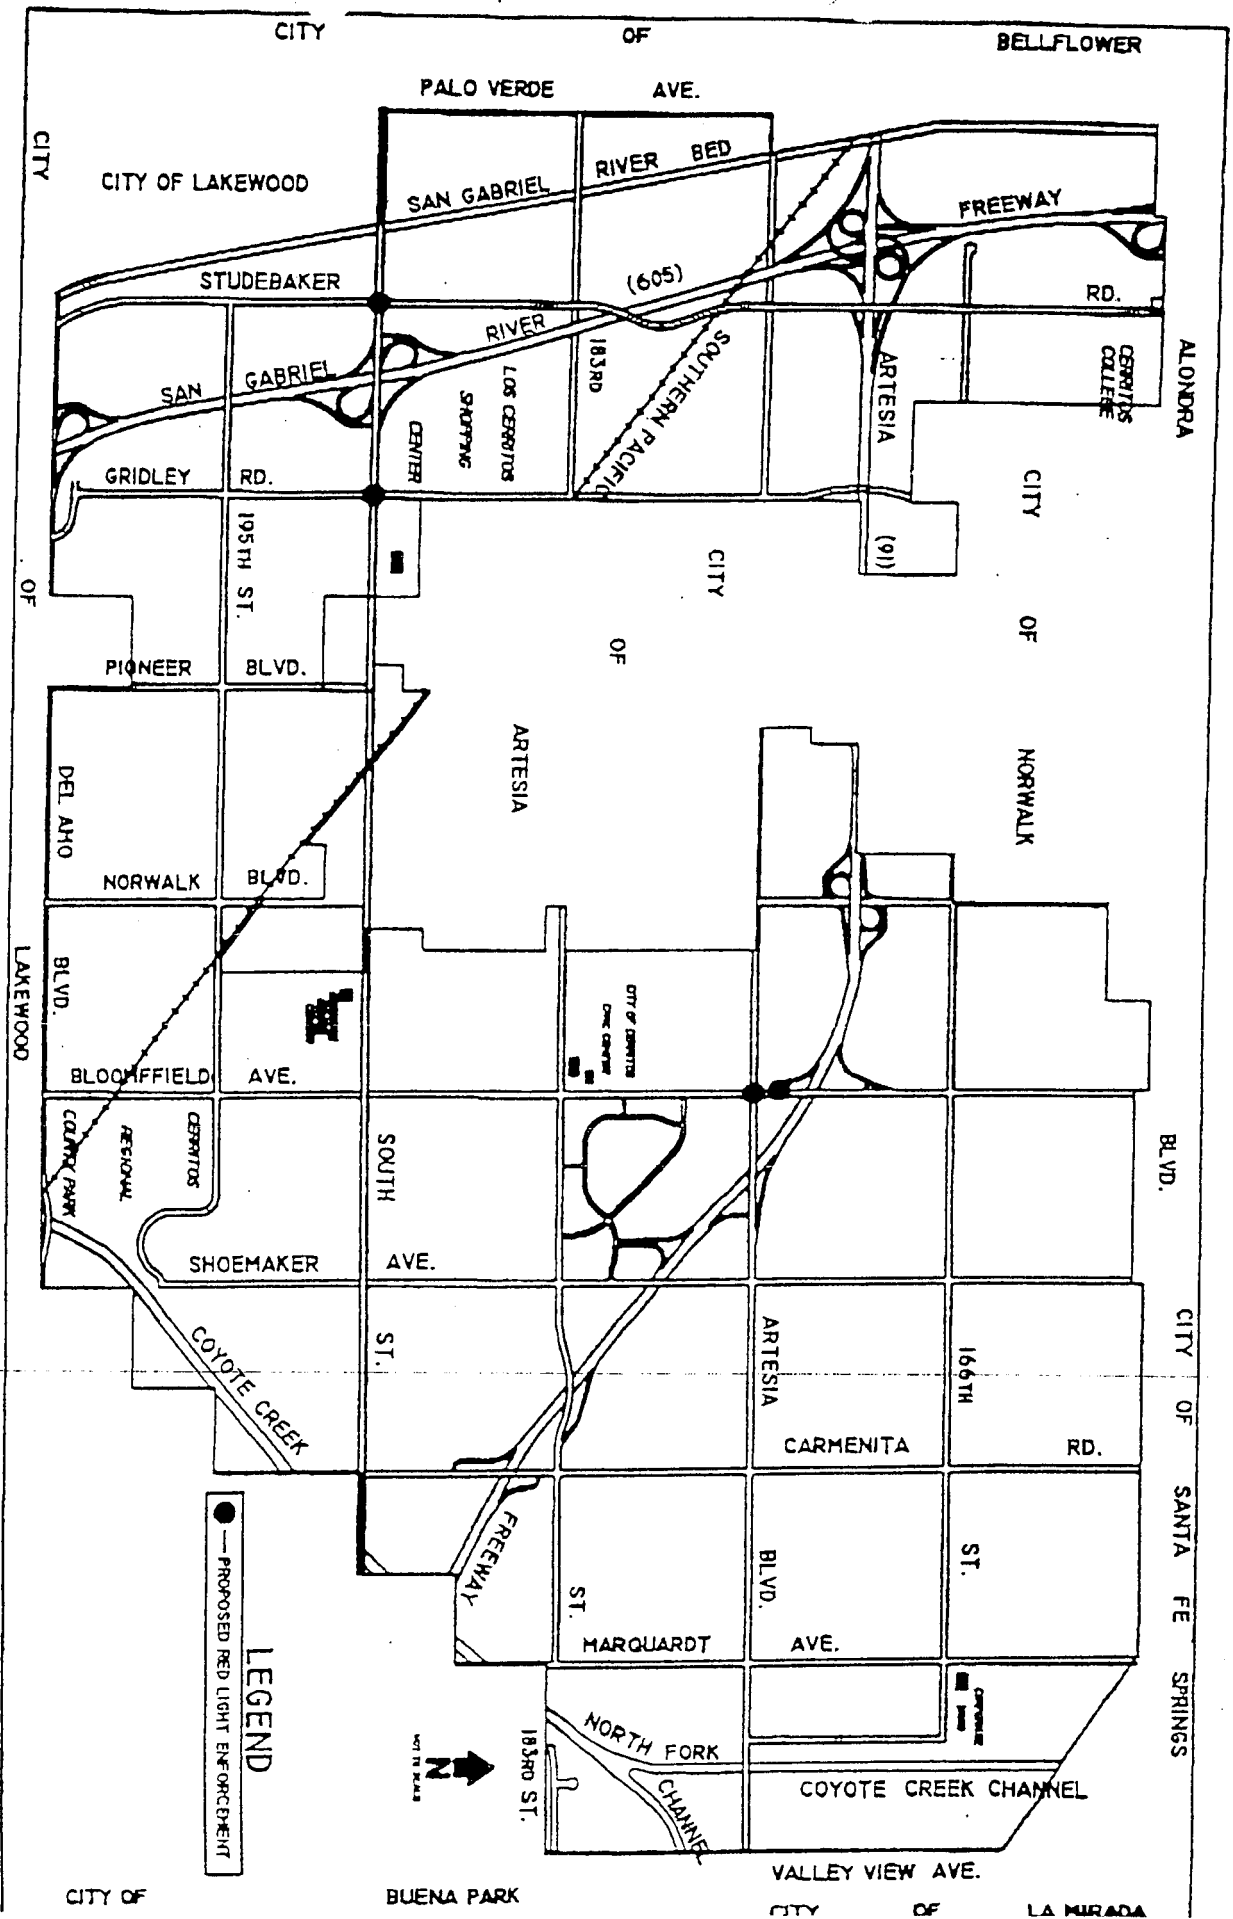 CITY OF BELLFLOWER
PALO VERDE AVE.
CITY
CITY OF LAKEWOOD
SAN GABRIEL RIVER BED
FREEWAY
STUDEBAKER RD.
(605)
SAN GABRIEL RIVER
183RD
SOUTHERN PACIFIC
ARTESIA
(91)
CERRITOS
COLLEGE
ALONDRA
LOS CERRITOS
SHOPPING
CENTER
GRIDLEY RD.
195TH ST.
OF
CITY
OF
ARTESIA
CITY
OF
NORWALK
PIONEER BLVD.
DEL AMO
BLVD.
NORWALK BLVD.
LAKEWOOD
CITY OF CERRITOS
CIVIC CENTER
BLOOMFFIELD AVE.
BLVD.
CERRITOS
REGIONAL
COUNTY PARK
SOUTH
ST.
SHOEMAKER AVE.
COYOTE CREEK
ARTESIA
BLVD.
166TH
ST.
CITY OF SANTA FE SPRINGS
CARMENITA RD.
FREEWAY
ST.
MARQUARDT AVE.
NORTH FORK
CHANNEL
COYOTE CREEK CHANNEL
183RD ST.
N
NOT TO SCALE
LEGEND
— PROPOSED RED LIGHT ENFORCEMENT
VALLEY VIEW AVE.
CITY OF BUENA PARK
CITY OF LA MIRADA